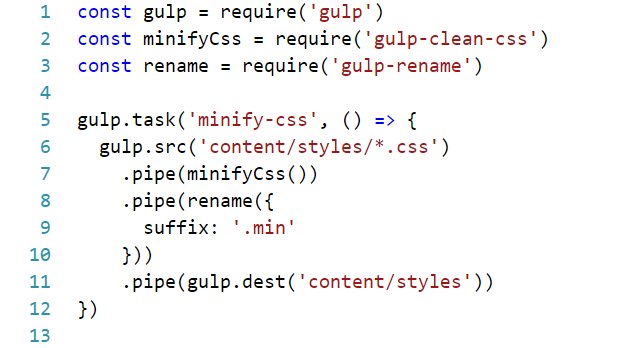 1 const gulp = require('gulp')
2 const minifyCss = require('gulp-clean-css')
3 const rename = require('gulp-rename')
4
5 gulp.task('minify-css', () => {
6   gulp.src('content/styles/*.css')
7     .pipe(minifyCss())
8     .pipe(rename({
9       suffix: '.min'
10     }))
11     .pipe(gulp.dest('content/styles'))
12 })
13